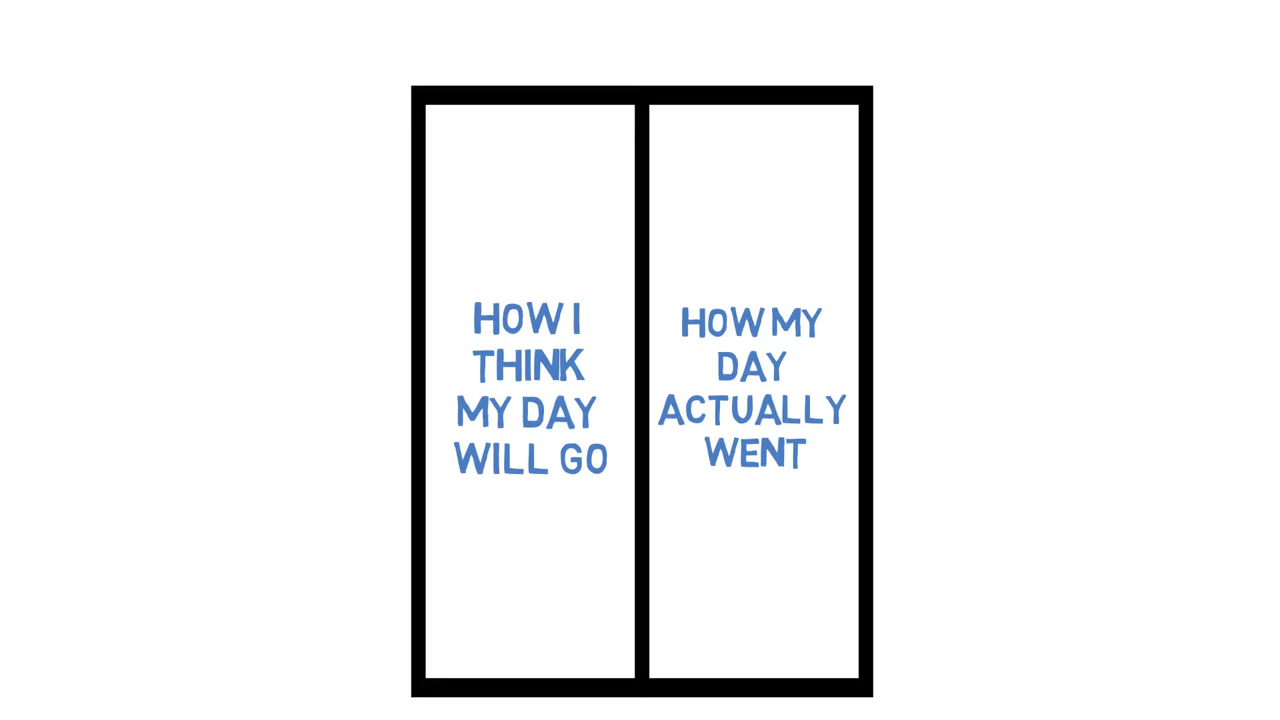 HOW I
THINK
MY DAY
WILL GO
HOW MY
DAY
ACTUALLY
WENT